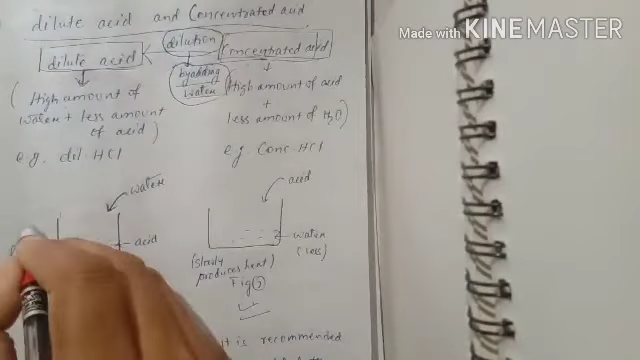 dilute acid and Concentrated acid
Made with KINEMASTER
dilute acid
dilution
Concentrated acid
by adding
water
(High amount of
water + less amount
of acid)
High amount of acid
+
less amount of H2O)
e.g. dil. HCl
e.g. Conc. HCl
water
acid
acid
water
(less)
(slowly
produces heat)
Fig ②
it is recommended